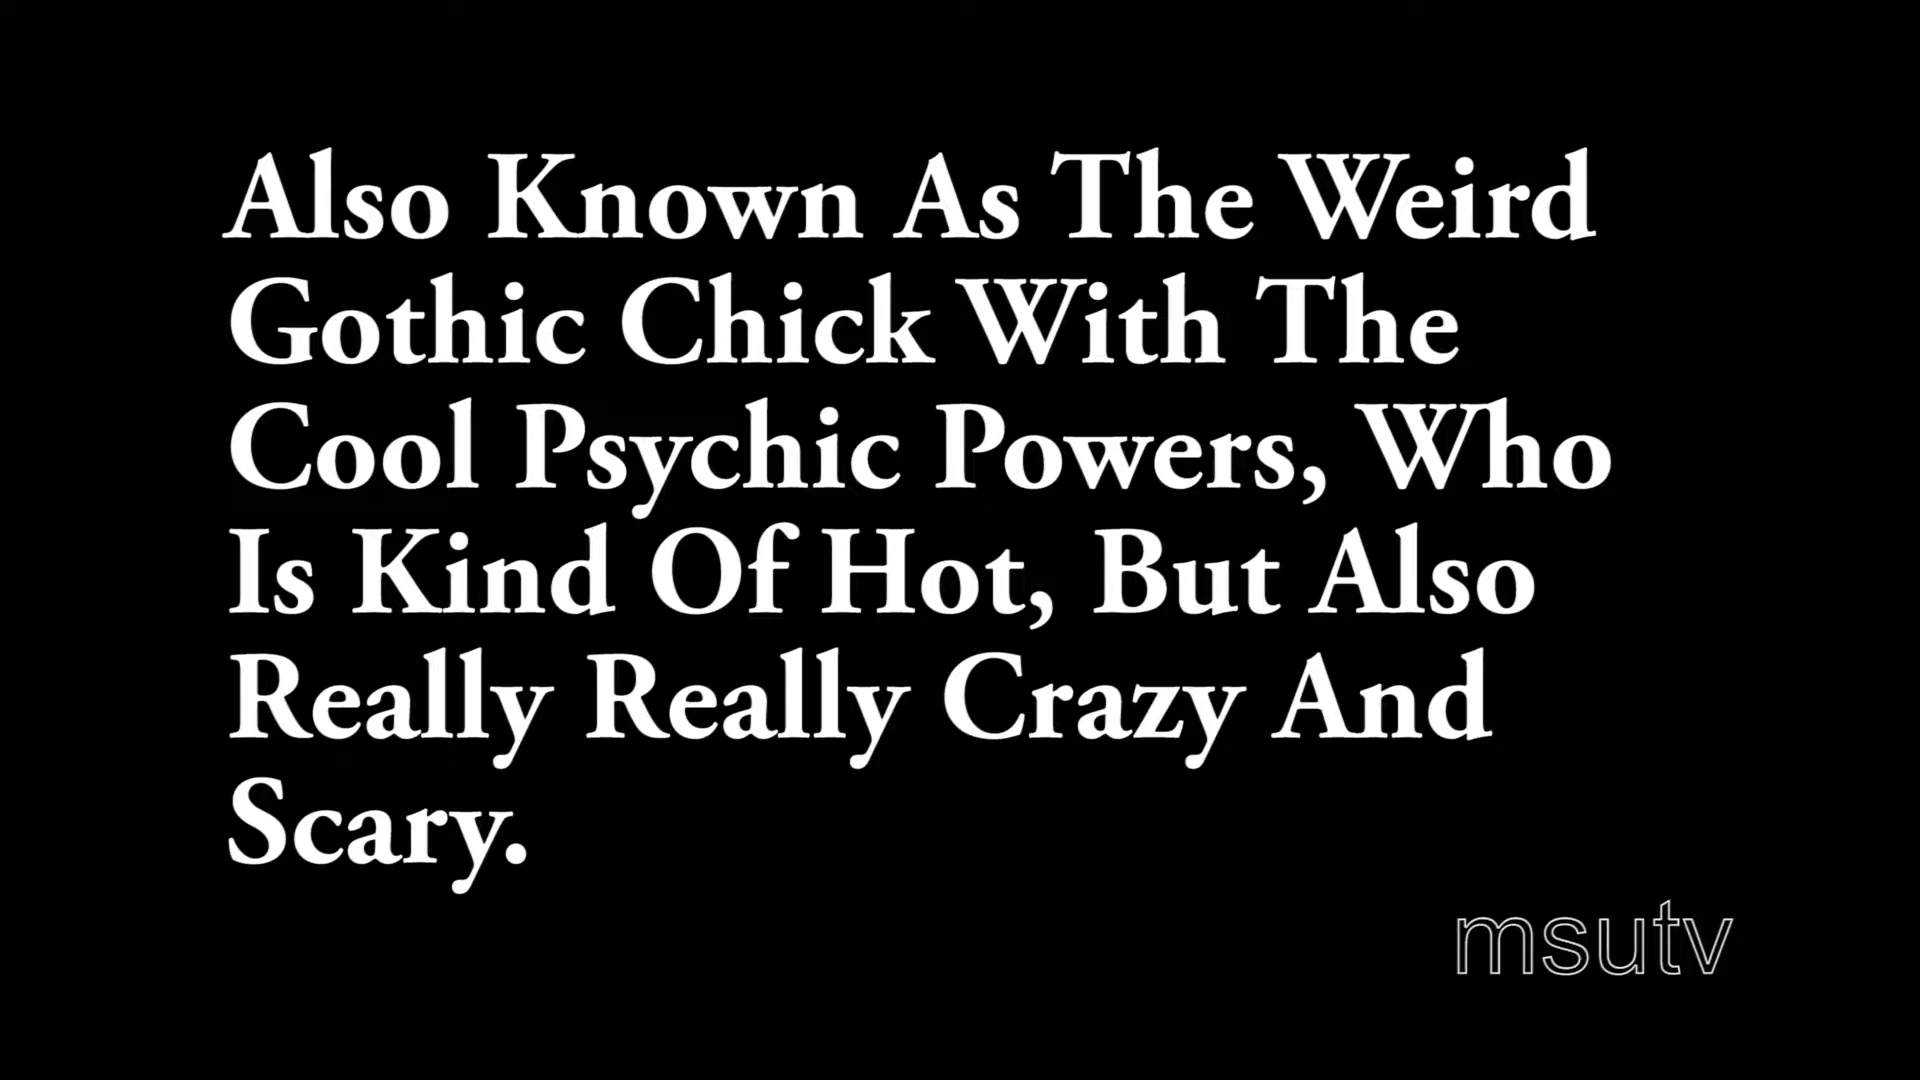 Also Known As The Weird
Gothic Chick With The
Cool Psychic Powers, Who
Is Kind Of Hot, But Also
Really Really Crazy And
Scary.
msutv